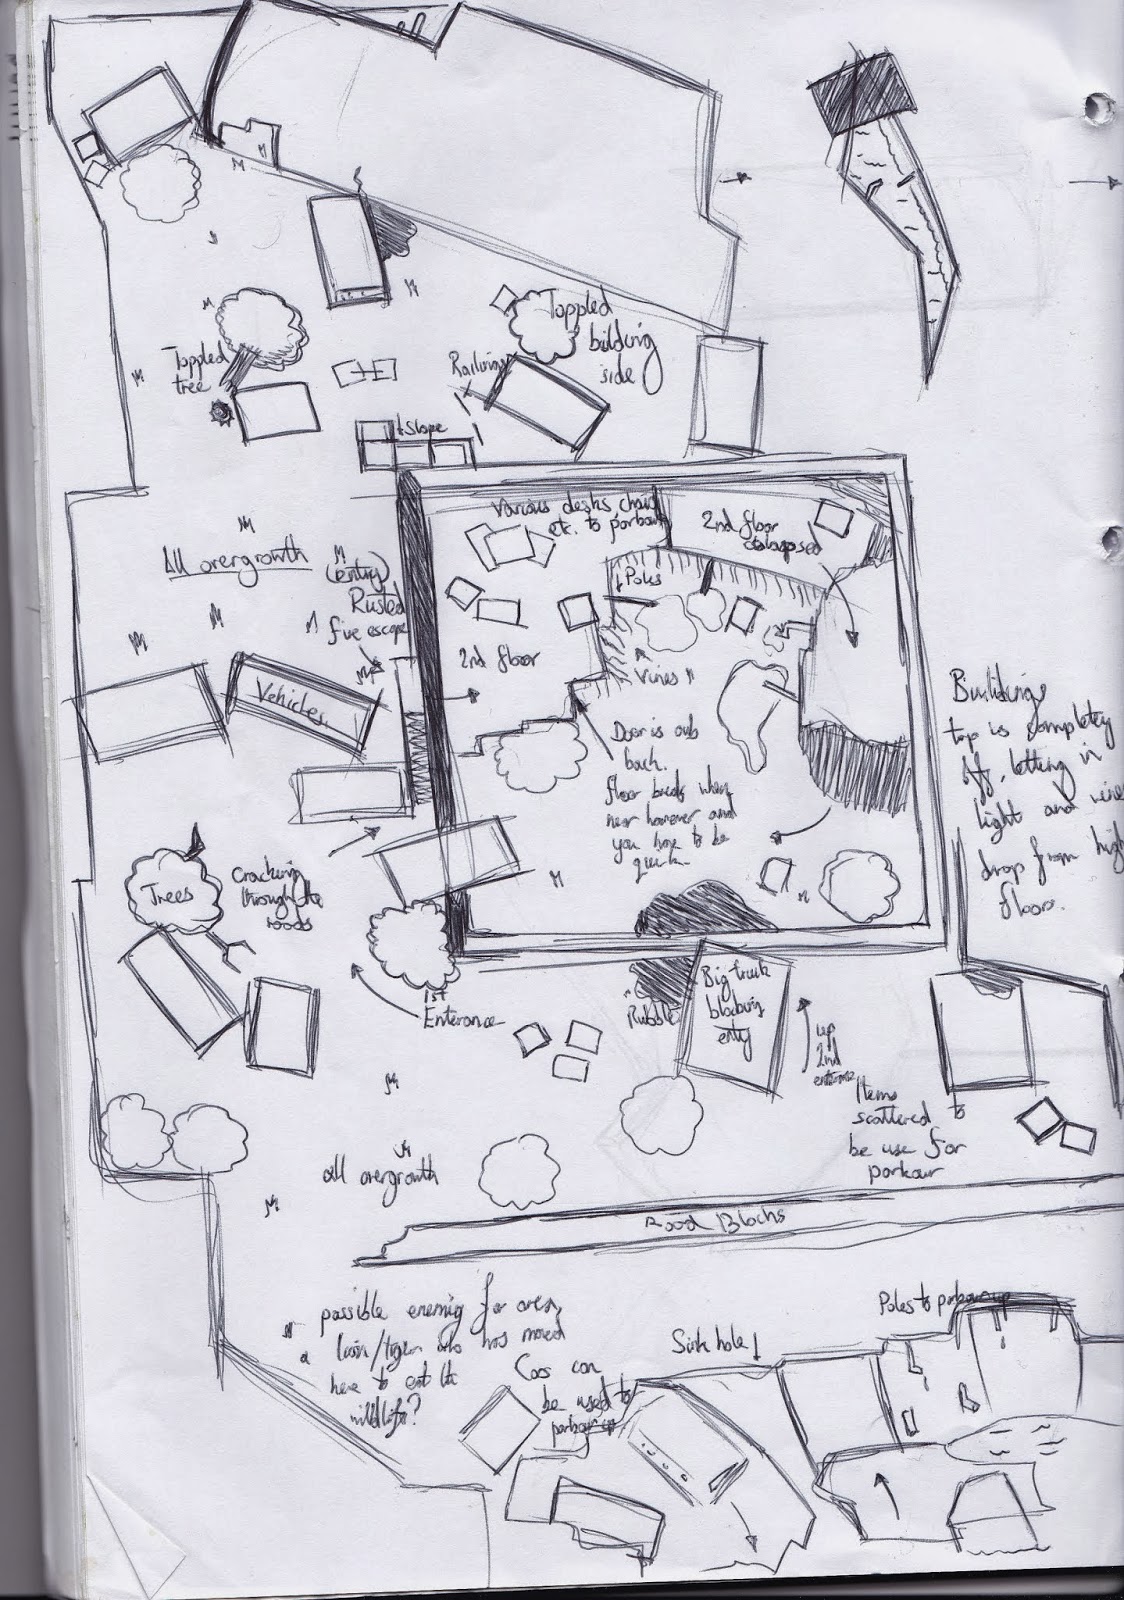 Toppled
building
side
Toppled
tree
Railing
Slope
Various desks chairs
etc. to parkour
2nd floor
collapsed
All overgrowth
(entry)
Rusted
fire escape
Poles
2nd floor
Vines
Vehicles
Door is out
back.
floor breaks when
near however and
you have to be
quick.
Building
top is completely
off, letting in
light and vines
drop from high
floors.
Trees
Cracking
through the
roads
1st
Enterance
Rubble
Big truck
blocking
entry
up
2nd
Items
scattered to
be use for
parkour
All overgrowth
Road Blocks
possible enemy for area,
a lion/tiger who has moved
here to eat the
wildlife?
Cars can
be used to
parkour up
Sink hole
Poles to parkour up